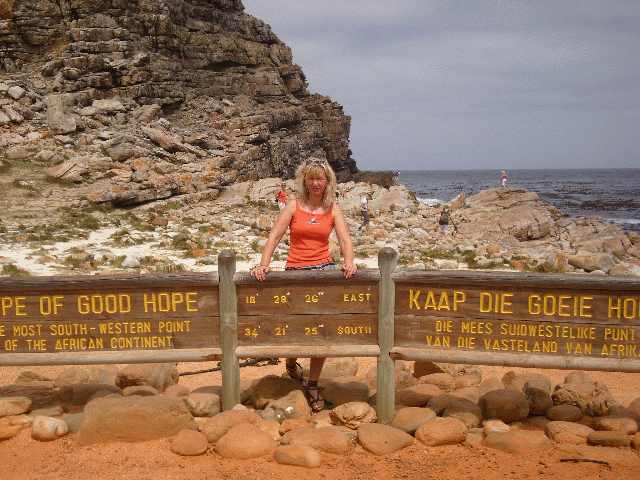 PE OF GOOD HOPE
E MOST SOUTH-WESTERN POINT
OF THE AFRICAN CONTINENT
18° 28' 26" EAST
34° 21' 25" SOUTH
KAAP DIE GOEIE HO
DIE MEES SUIDWESTELIKE PUNT
VAN DIE VASTELAND VAN AFRIK